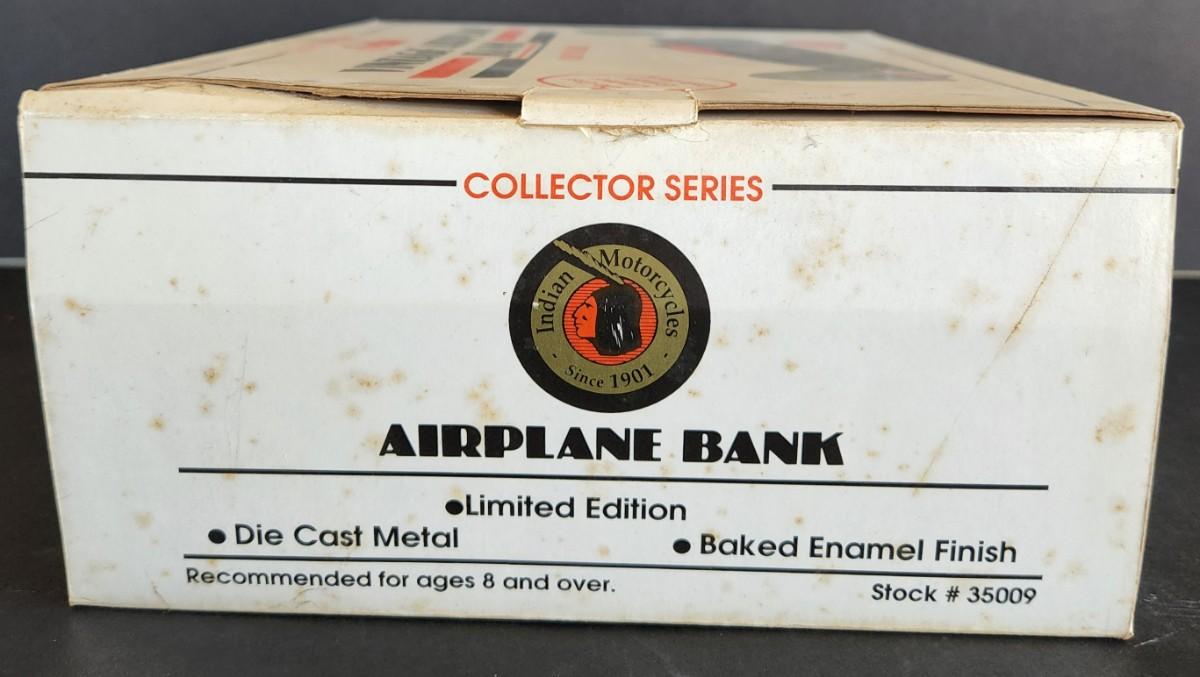 COLLECTOR SERIES
Indian Motorcycles
Since 1901
AIRPLANE BANK
●Limited Edition
● Die Cast Metal ● Baked Enamel Finish
Recommended for ages 8 and over. Stock # 35009